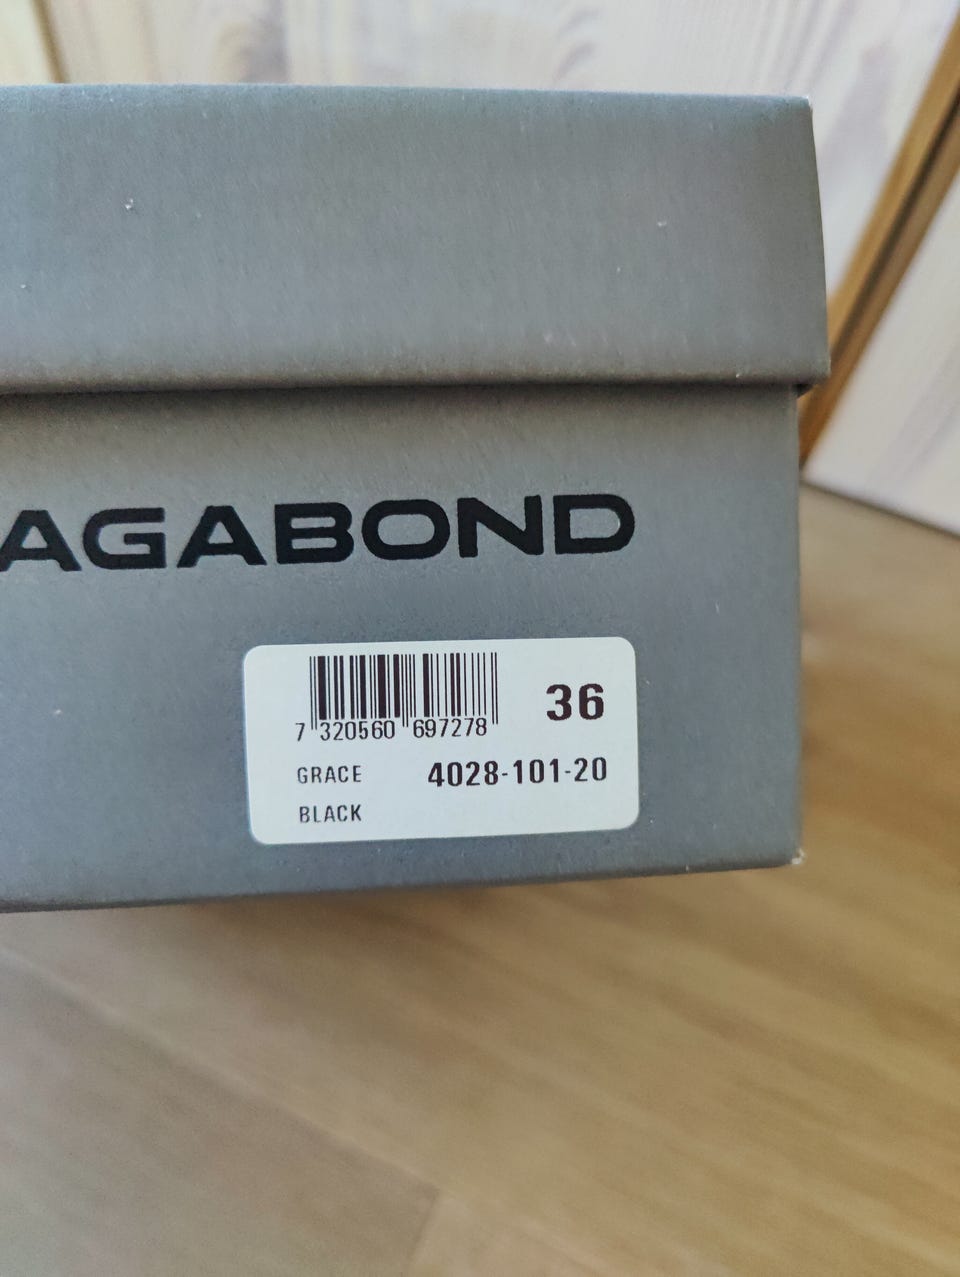 AGABOND
36
7 320560 697278
GRACE 4028-101-20
BLACK